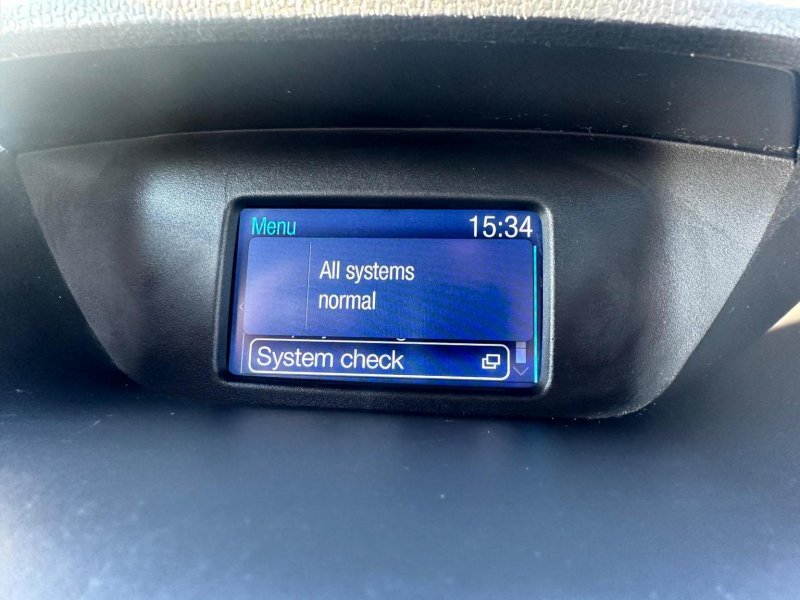 Menu 15:34
All systems
normal
System check